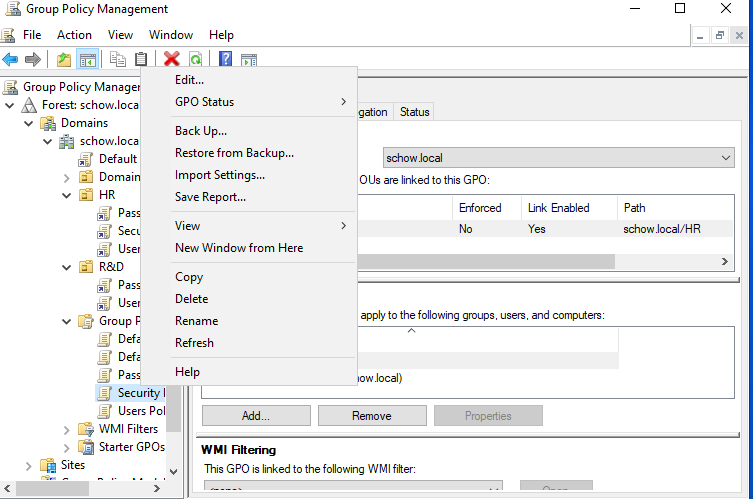 Group Policy Management
File Action View Window Help
Group Policy Managem
Forest: schow.loca
Domains
schow.loca
Default
Domain
HR
Pass
Secu
User
R&D
Pass
User
Group P
Defa
Defa
Pass
Security
Users Pol
WMI Filters
Starter GPOs
Sites
Edit...
GPO Status
Back Up...
Restore from Backup...
Import Settings...
Save Report...
View
New Window from Here
Copy
Delete
Rename
Refresh
Help
gation Status
schow.local
OUs are linked to this GPO:
Enforced Link Enabled Path
No Yes schow.local/HR
apply to the following groups, users, and computers:
how.local)
Add... Remove Properties
WMI Filtering
This GPO is linked to the following WMI filter: